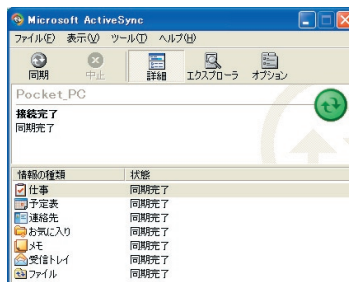 Microsoft ActiveSync
ファイル(F) 表示(V) ツール(T) ヘルプ(H)
同期 中止 詳細 エクスプローラ オプション
Pocket_PC
接続完了
同期完了
情報の種類 状態
仕事 同期完了
予定表 同期完了
連絡先 同期完了
お気に入り 同期完了
メモ 同期完了
受信トレイ 同期完了
ファイル 同期完了